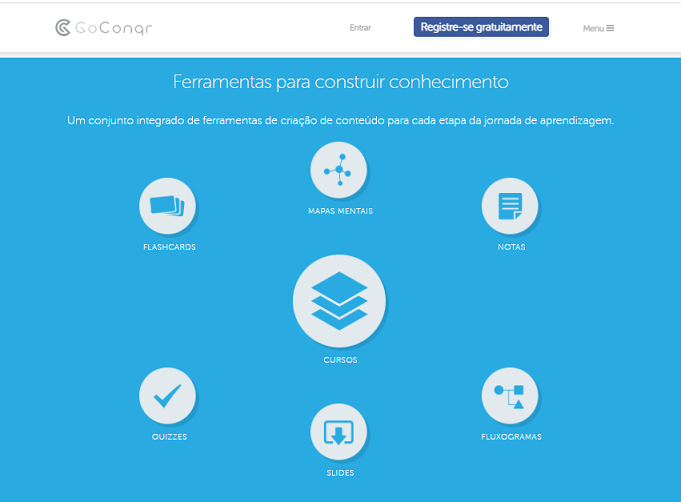 GoConqr
Entrar
Registre-se gratuitamente
Menu
Ferramentas para construir conhecimento
Um conjunto integrado de ferramentas de criação de conteúdo para cada etapa da jornada de aprendizagem.
MAPAS MENTAIS
FLASHCARDS
NOTAS
CURSOS
QUIZZES
FLUXOGRAMAS
SLIDES